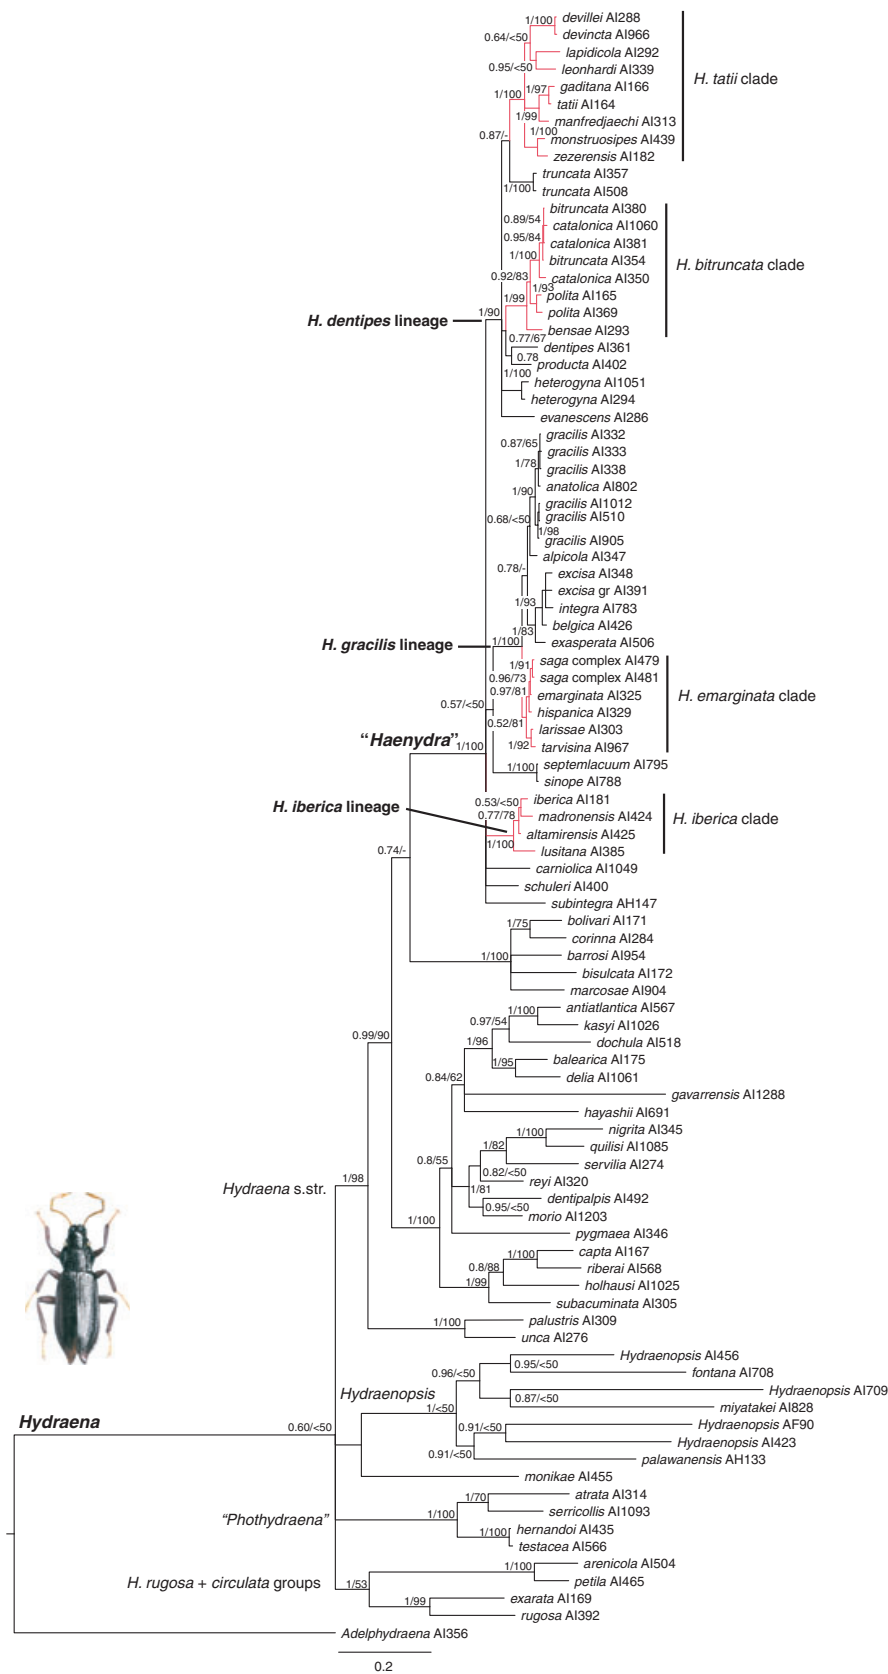 1/100
devillei AI288
devincta AI966
0.64/<50
lapidicola AI292
0.95/<50
leonhardi AI339
H. tatii clade
1/97
gaditana AI166
1/100
tatii AI164
1/99
manfredjaechi AI313
1/100
monstruosipes AI439
0.87/-
zezerensis AI182
truncata AI357
1/100
truncata AI508
bitruncata AI380
0.89/54
catalonica AI1060
0.95/84
catalonica AI381
1/100
bitruncata AI354
H. bitruncata clade
0.92/83
catalonica AI350
1/93
polita AI165
1/99
polita AI369
H. dentipes lineage
1/90
bensae AI293
0.77/67
dentipes AI361
0.78
producta AI402
1/100
heterogyna AI1051
heterogyna AI294
evanescens AI286
gracilis AI332
0.87/65
gracilis AI333
1/78
gracilis AI338
anatolica AI802
1/90
gracilis AI1012
0.68/<50
gracilis AI510
1/98
gracilis AI905
alpicola AI347
0.78/-
excisa AI348
excisa gr AI391
1/93
integra AI783
belgica AI426
1/83
exasperata AI506
H. gracilis lineage
1/100
saga complex AI479
1/91
saga complex AI481
0.96/73
0.97/81
emarginata AI325
H. emarginata clade
0.57/<50
hispanica AI329
0.52/81
larissae AI303
1/92
tarvisina AI967
“Haenydra”
1/100
septemlacuum AI795
1/100
sinope AI788
H. iberica lineage
0.53/<50
iberica AI181
0.77/78
madronensis AI424
H. iberica clade
altamirensis AI425
1/100
lusitana AI385
0.74/-
carniolica AI1049
schuleri AI400
subintegra AH147
bolivari AI171
1/75
corinna AI284
1/100
barrosi AI954
bisulcata AI172
marcosae AI904
antiatlantica AI567
1/100
0.97/54
kasyi AI1026
0.99/90
dochula AI518
1/96
balearica AI175
1/95
delia AI1061
0.84/62
gavarrensis AI1288
hayashii AI691
nigrita AI345
1/100
quilisi AI1085
1/82
servilia AI274
0.8/55
0.82/<50
reyi AI320
Hydraena s.str.
1/98
1/81
dentipalpis AI492
0.95/<50
morio AI1203
1/100
pygmaea AI346
capta AI167
1/100
0.8/88
riberai AI568
1/99
holhausi AI1025
subacuminata AI305
palustris AI309
1/100
unca AI276
Hydraenopsis AI456
0.95/<50
0.96/<50
fontana AI708
Hydraenopsis
Hydraenopsis AI709
0.87/<50
1/<50
miyatakei AI828
Hydraena
0.60/<50
0.91/<50
Hydraenopsis AF90
Hydraenopsis AI423
0.91/<50
palawanensis AH133
monikae AI455
atrata AI314
1/70
“Phothydraena”
1/100
serricollis AI1093
1/100
hernandoi AI435
testacea AI566
arenicola AI504
1/100
H. rugosa + circulata groups
1/53
petila AI465
exarata AI169
1/99
rugosa AI392
Adelphydraena AI356
0.2